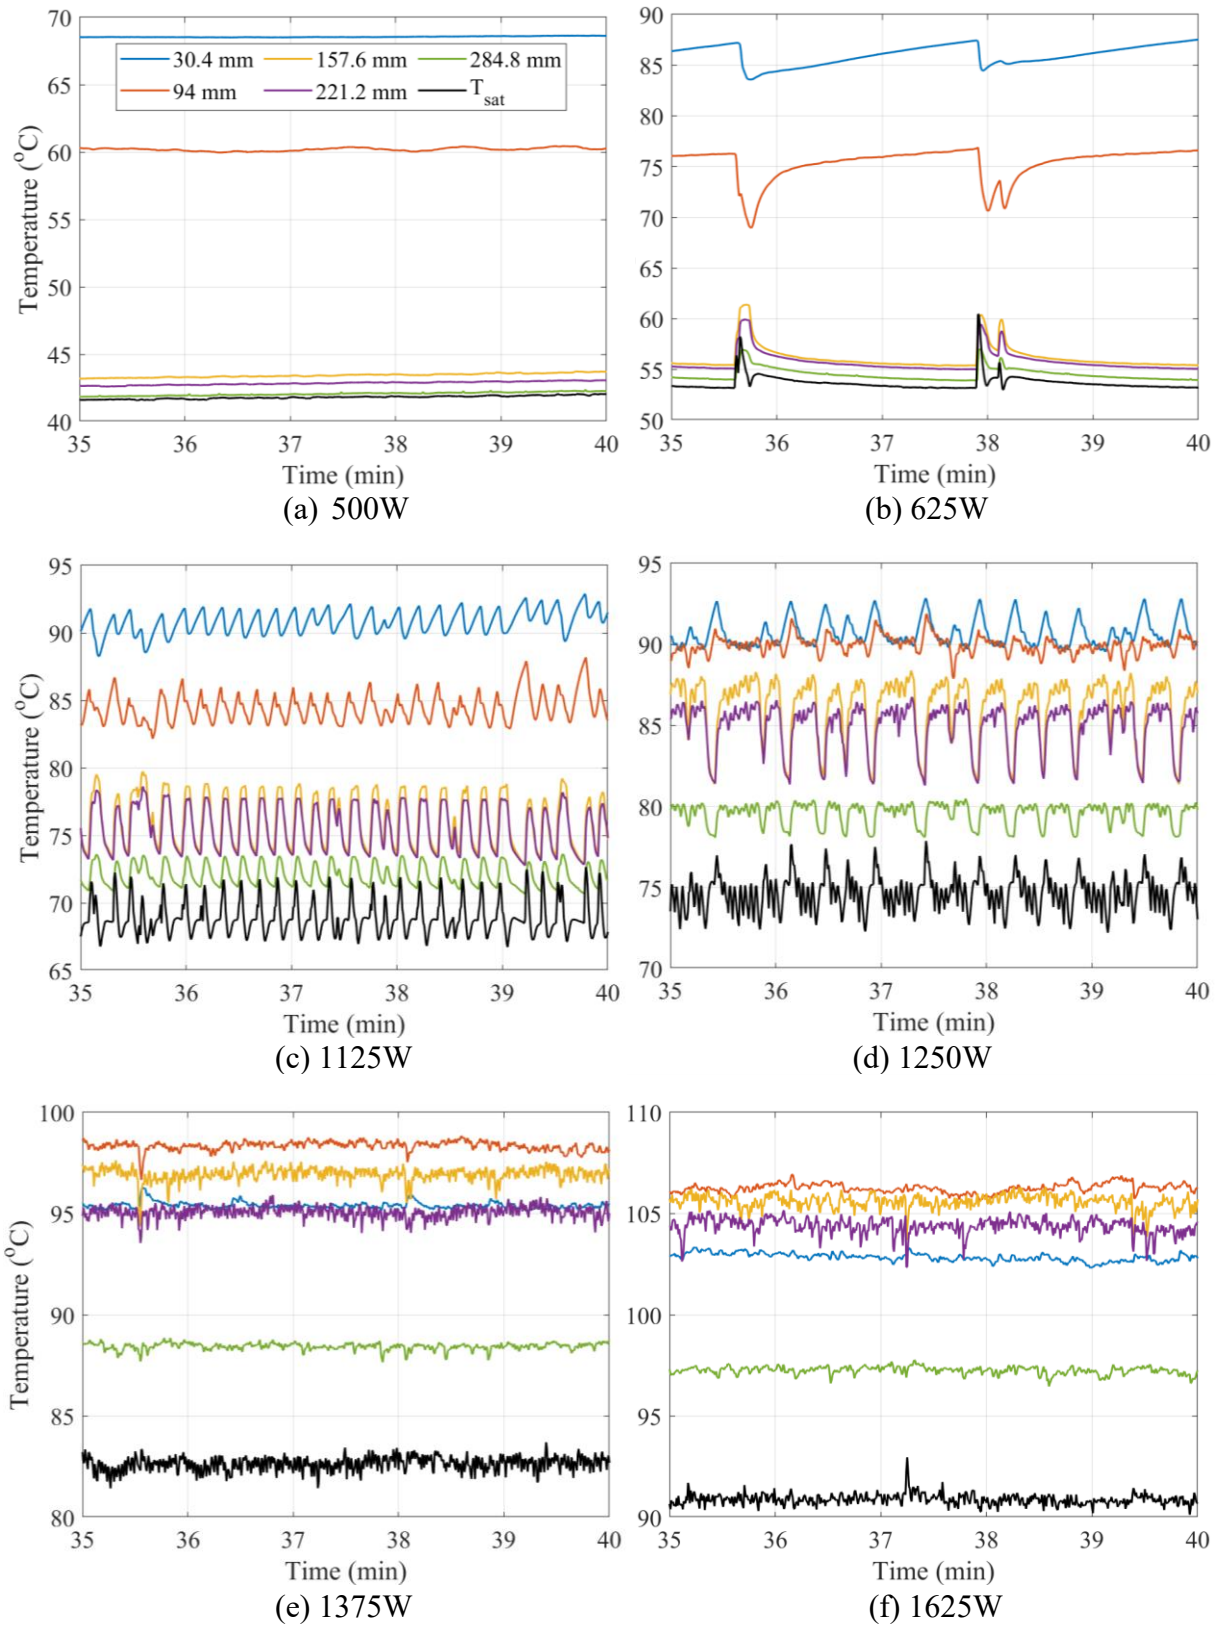 70
65
60
55
50
45
40
Temperature (°C)
30.4 mm 157.6 mm 284.8 mm
94 mm 221.2 mm T_sat
35 36 37 38 39 40
Time (min)
(a) 500W
90
85
80
75
70
65
60
55
50
35 36 37 38 39 40
Time (min)
(b) 625W
95
90
85
80
75
70
65
Temperature (°C)
35 36 37 38 39 40
Time (min)
(c) 1125W
95
90
85
80
75
70
35 36 37 38 39 40
Time (min)
(d) 1250W
100
95
90
85
80
Temperature (°C)
35 36 37 38 39 40
Time (min)
(e) 1375W
110
105
100
95
90
35 36 37 38 39 40
Time (min)
(f) 1625W